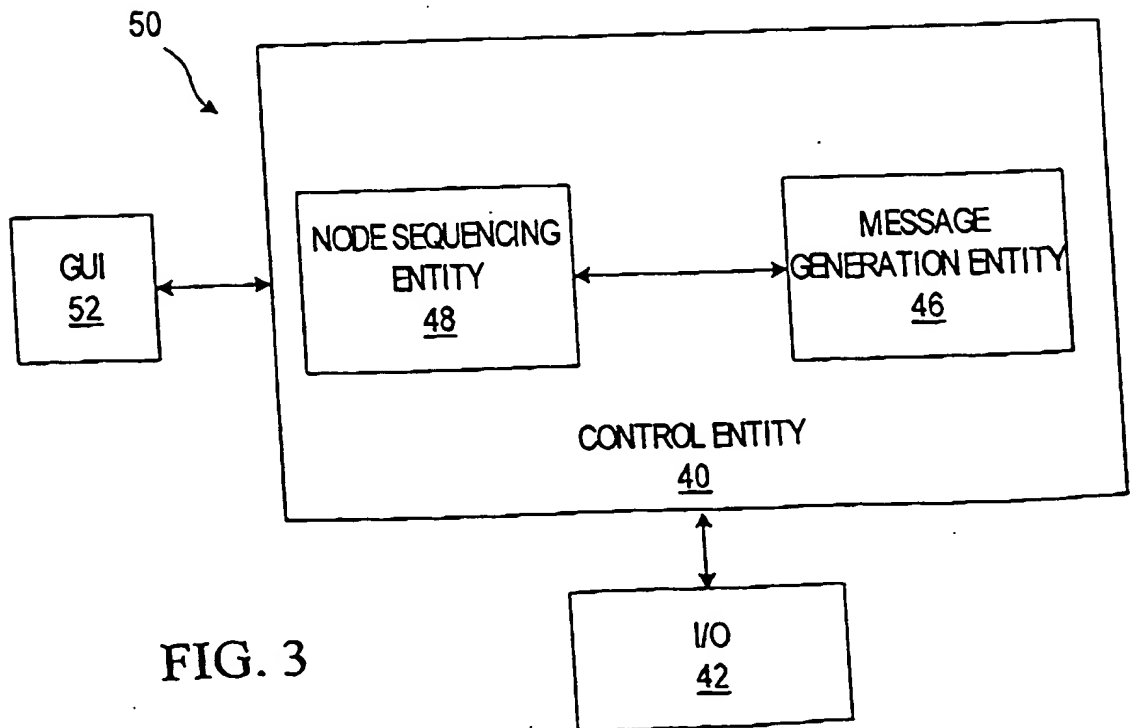 50
NODE SEQUENCING
ENTITY
48
MESSAGE
GENERATION ENTITY
46
GUI
52
CONTROL ENTITY
40
I/O
42
FIG. 3